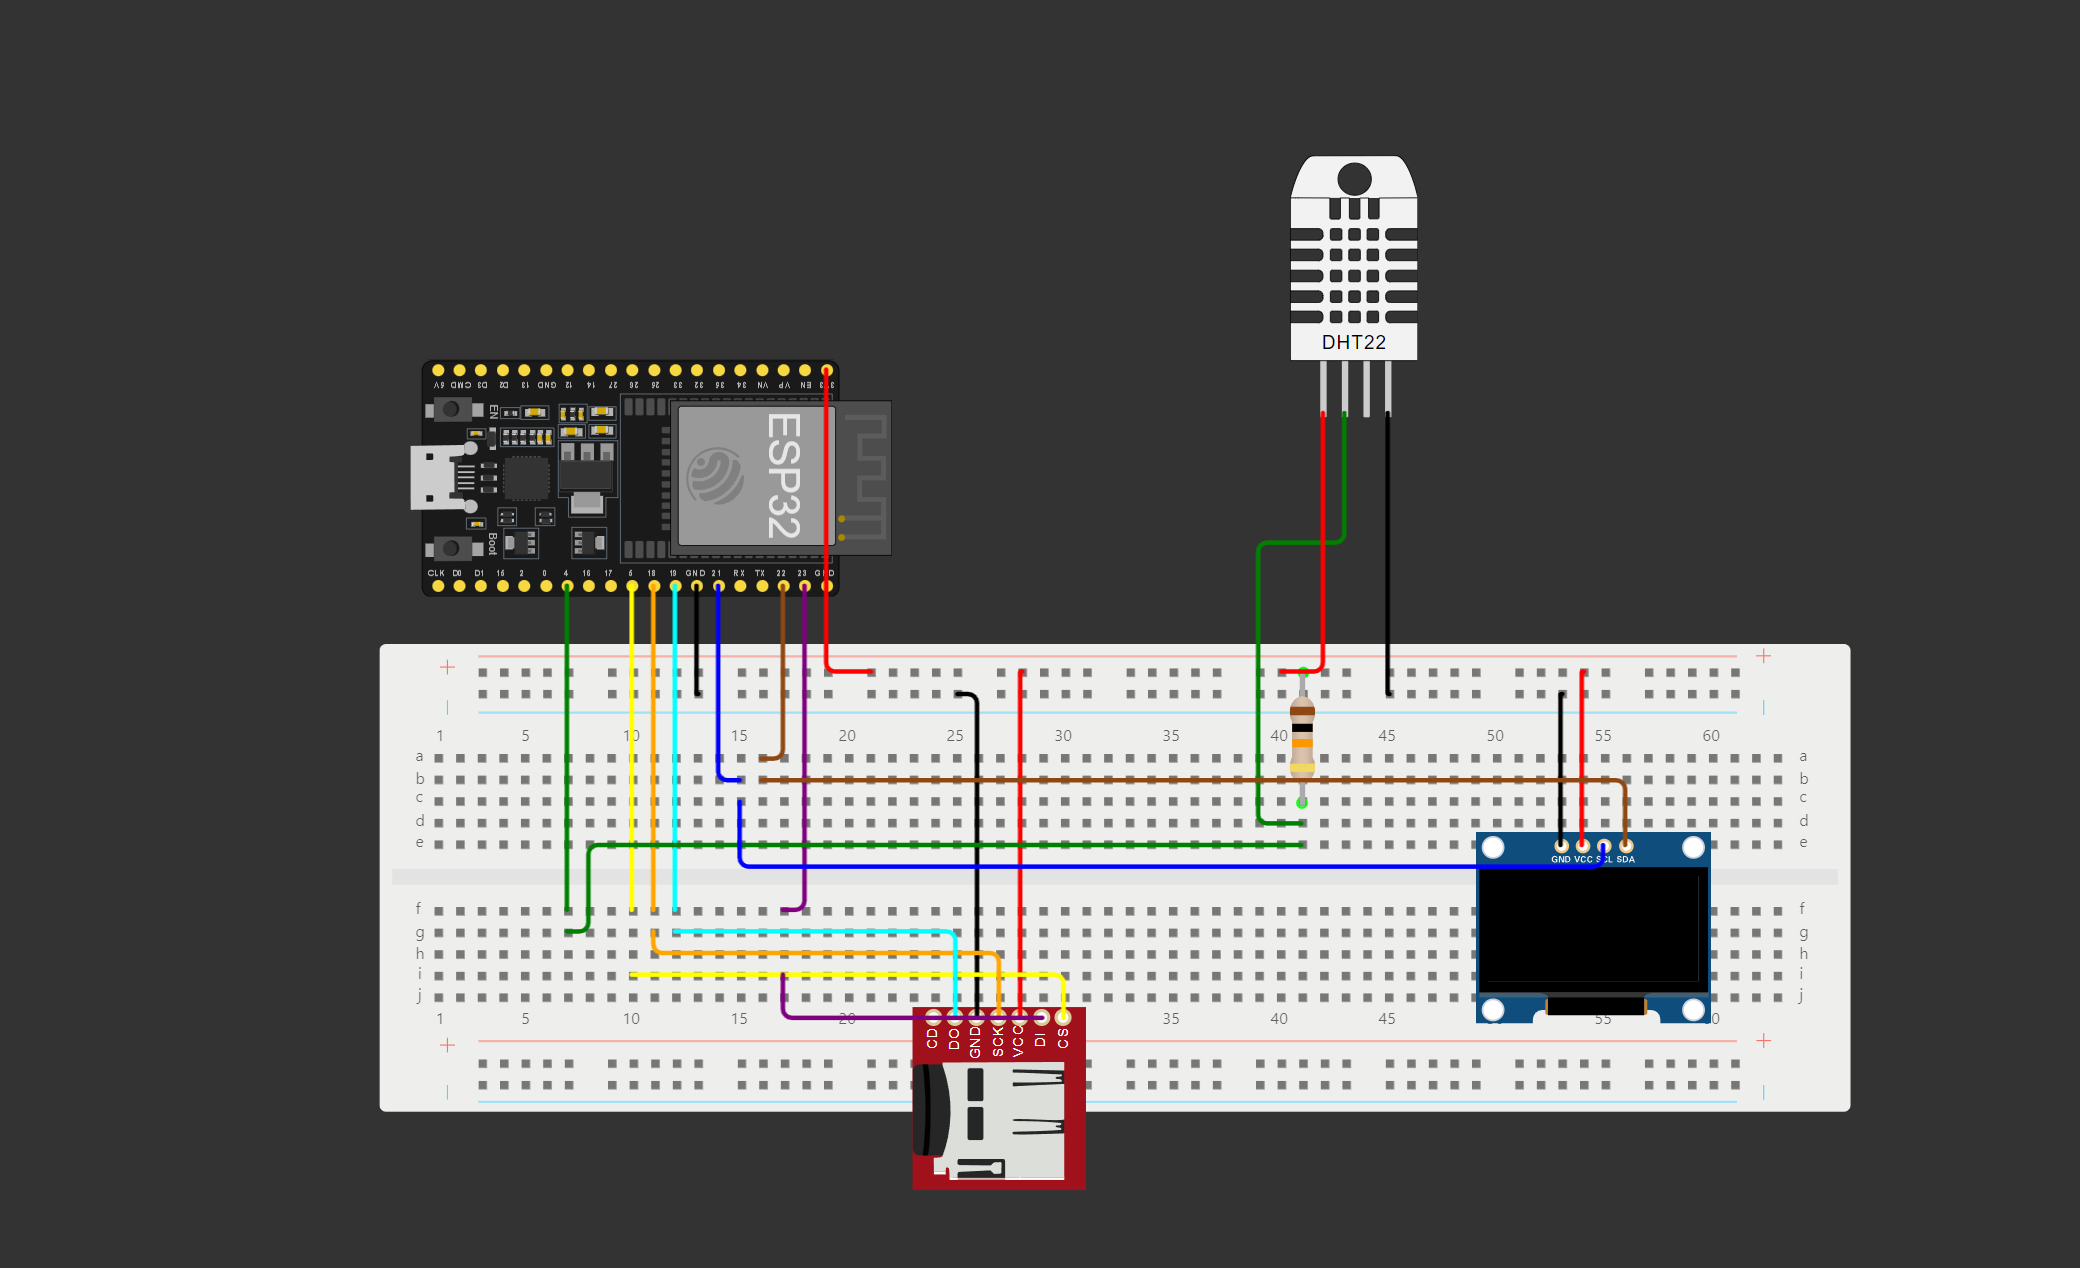 DHT22
5V CMD D3 D2 13 GND 12 14 27 26 25 33 32 35 34 VN VP EN 3V3
EN
ESP32
Boot
CLK D0 D1 15 2 0 4 16 17 5 18 19 GND 21 RX TX 22 23 GND
1 5 10 15 20 25 30 35 40 45 50 55 60
a a
b b
c c
d d
e e
GND VCC SCL SDA
f f
g g
h h
i i
j j
1 5 10 15 20 35 40 45 55
CD DO GND SCK VCC DI CS